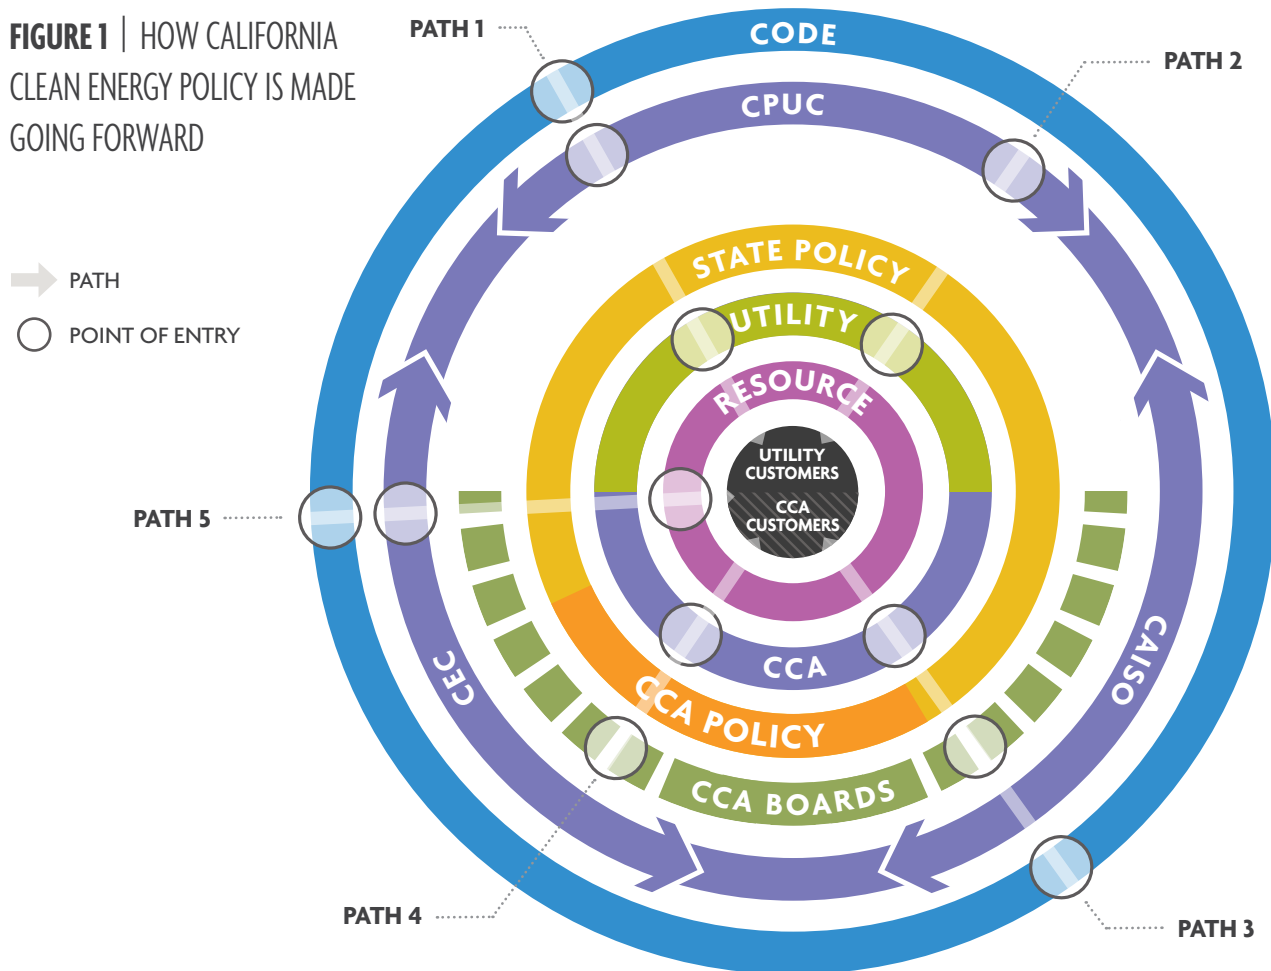 FIGURE 1 | HOW CALIFORNIA
CLEAN ENERGY POLICY IS MADE
GOING FORWARD
PATH
POINT OF ENTRY
PATH 1
PATH 2
CODE
CPUC
STATE POLICY
UTILITY
RESOURCE
UTILITY
CUSTOMERS
CCA
CUSTOMERS
PATH 5
CEC
CAISO
CCA
CCA POLICY
CCA BOARDS
PATH 4
PATH 3